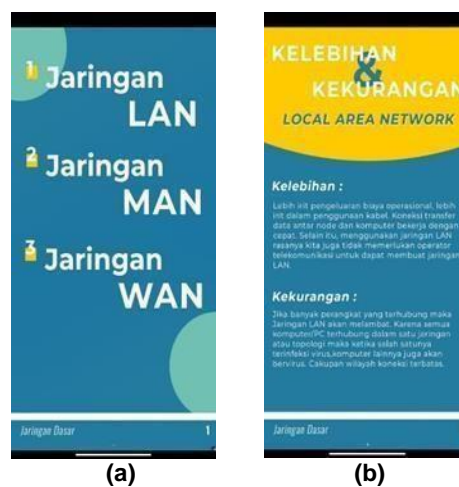 1 Jaringan
LAN
2 Jaringan
MAN
3 Jaringan
WAN
Jaringan Dasar
1
(a)
KELEBIHAN
&
KEKURANGAN
LOCAL AREA NETWORK
Kelebihan :
Lebih irit pengeluaran biaya operasional, lebih
irit dalam penggunaan kabel. Koneksi transfer
data antar node dan komputer bekerja dengan
cepat. Selain itu, menggunakan jaringan LAN
rasanya kita juga tidak memerlukan operator
telekomunikasi untuk dapat membuat jaringan
LAN.
Kekurangan :
Jika banyak perangkat yang terhubung maka
Jaringan LAN akan melambat. Karena semua
komputer/PC terhubung dalam satu jaringan
atau topologi maka ketika salah satunya
terinfeksi virus,komputer lainnya juga akan
bervirus. Cakupan wilayah koneksi terbatas.
Jaringan Dasar
(b)